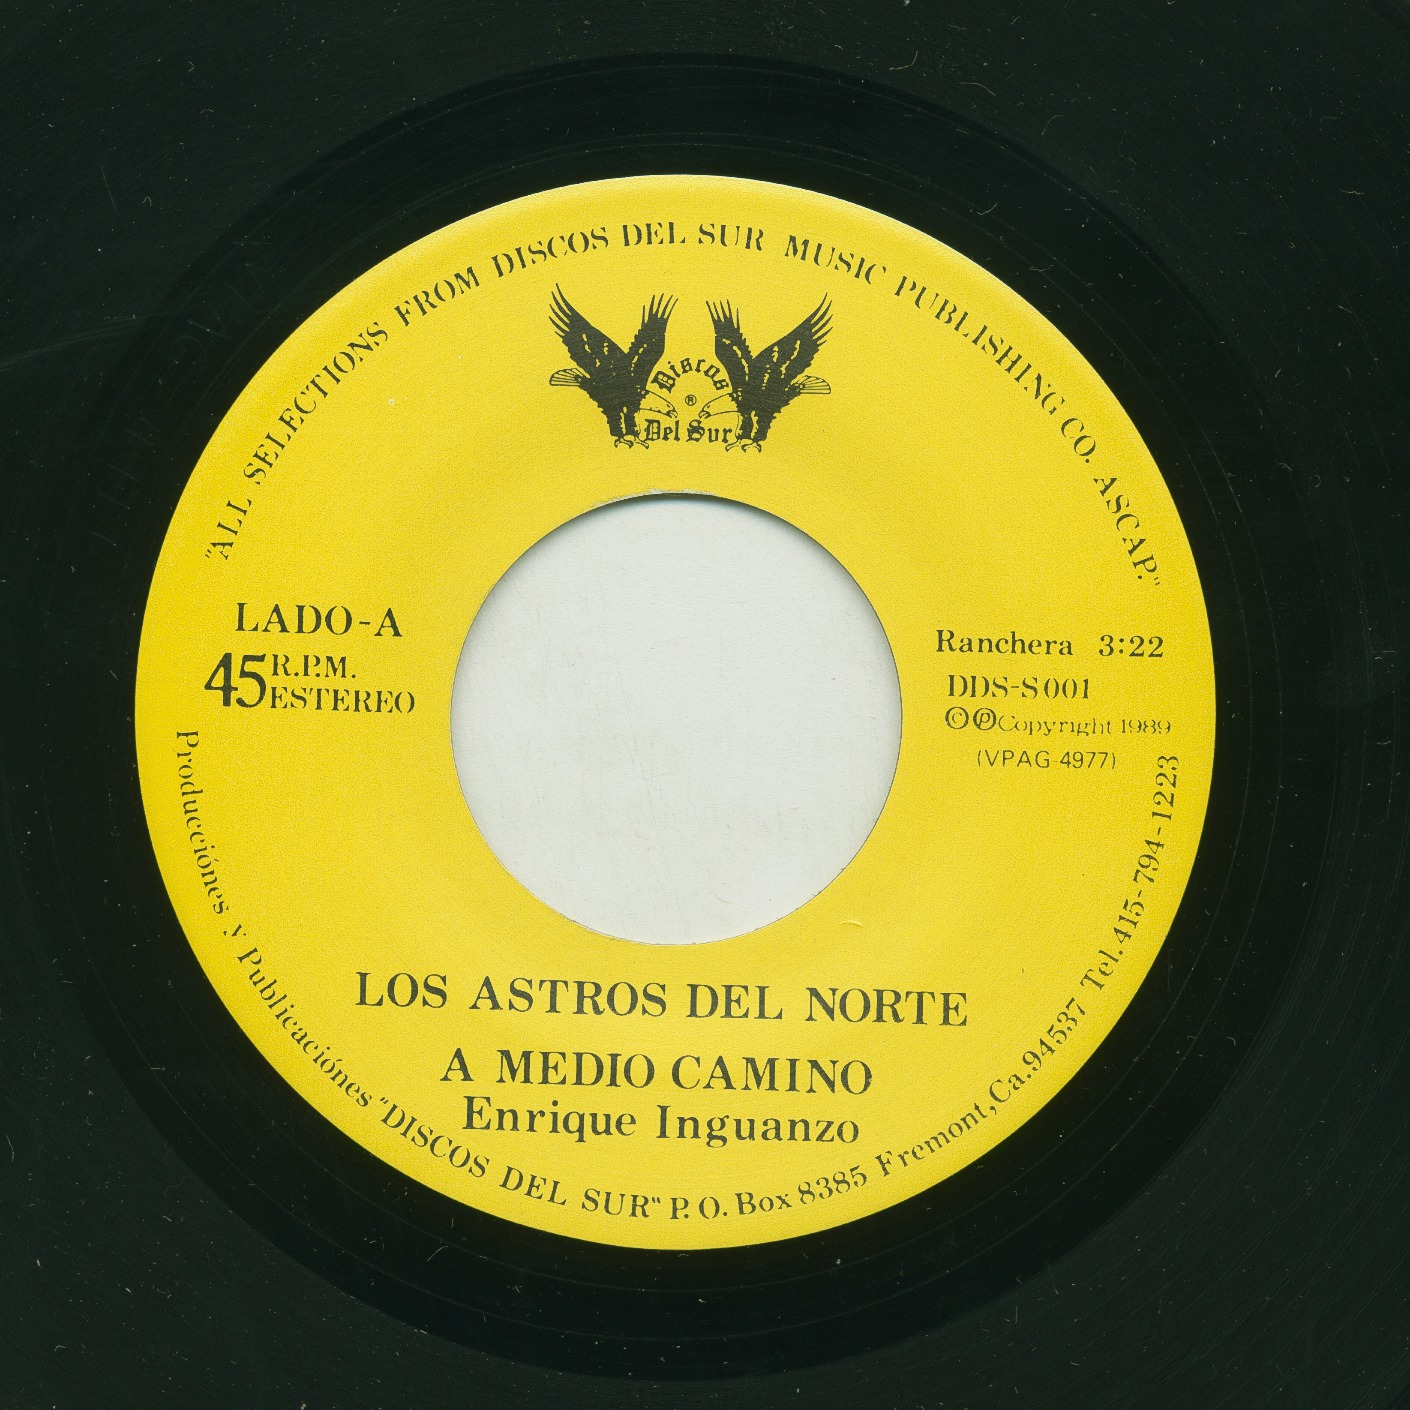 "ALL SELECTIONS FROM DISCOS DEL SUR MUSIC PUBLISHING CO. ASCAP."
Discos
®
Del Sur
LADO-A
45 R.P.M.
ESTEREO
Ranchera 3:22
DDS-S001
©℗Copyright 1989
(VPAG-4977)
LOS ASTROS DEL NORTE
A MEDIO CAMINO
Enrique Inguanzo
Producciónes y Publicaciónes "DISCOS DEL SUR" P.O. Box 8385 Fremont, Ca. 94537 Tel. 415-794-1223